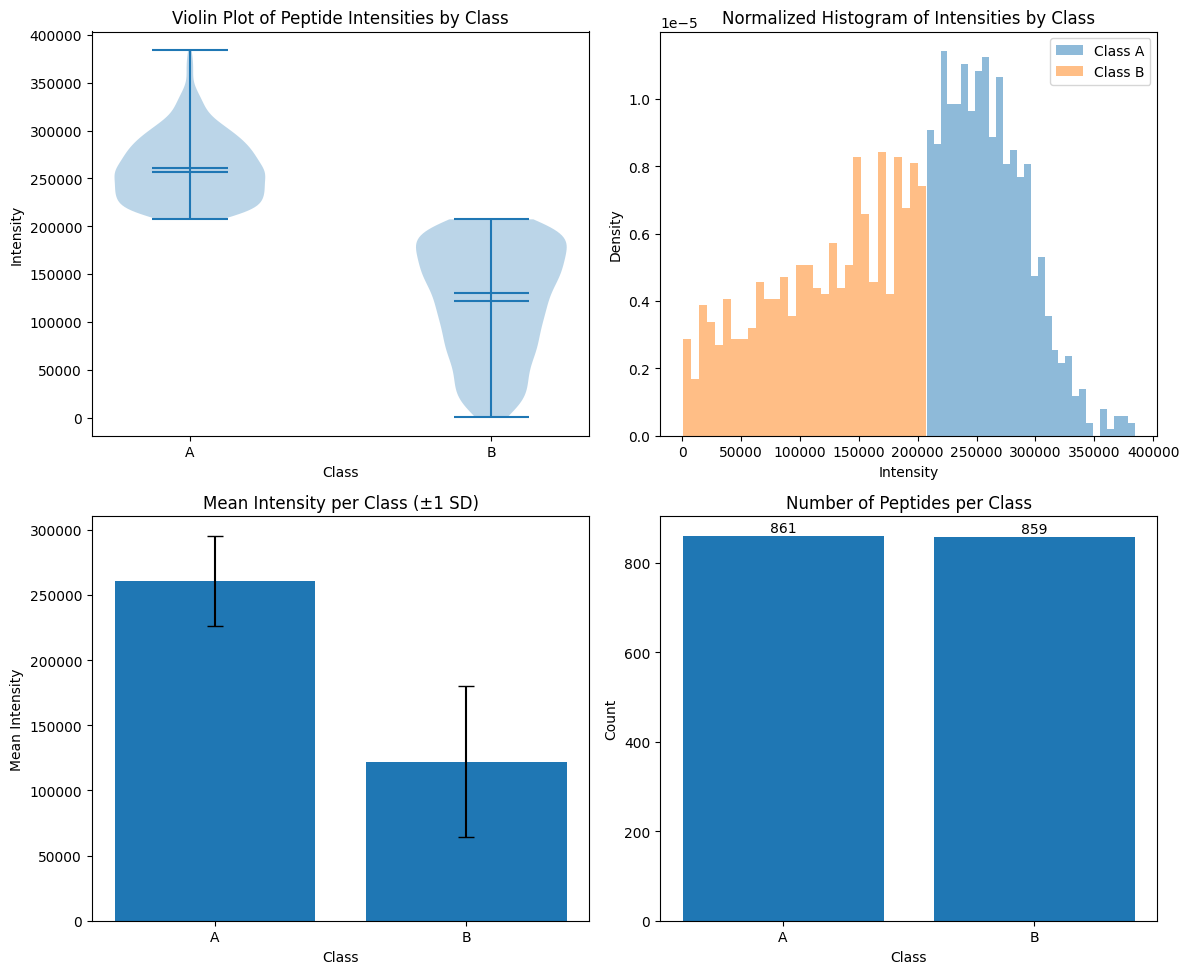 Violin Plot of Peptide Intensities by Class
400000
350000
300000
250000
200000
150000
100000
50000
0
Intensity
A
B
Class
Normalized Histogram of Intensities by Class
1e−5
Class A
Class B
1.0
0.8
0.6
0.4
0.2
0.0
Density
0 50000 100000 150000 200000 250000 300000 350000 400000
Intensity
Mean Intensity per Class (±1 SD)
300000
250000
200000
150000
100000
50000
0
Mean Intensity
A
B
Class
Number of Peptides per Class
861
859
800
600
400
200
0
Count
A
B
Class